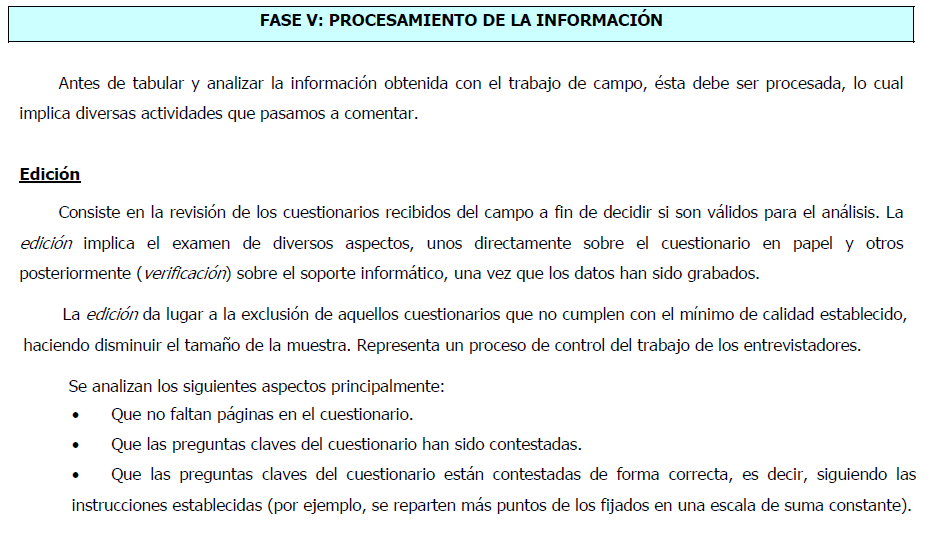 FASE V: PROCESAMIENTO DE LA INFORMACIÓN
Antes de tabular y analizar la información obtenida con el trabajo de campo, ésta debe ser procesada, lo cual
implica diversas actividades que pasamos a comentar.
Edición
Consiste en la revisión de los cuestionarios recibidos del campo a fin de decidir si son válidos para el análisis. La
edición implica el examen de diversos aspectos, unos directamente sobre el cuestionario en papel y otros
posteriormente (verificación) sobre el soporte informático, una vez que los datos han sido grabados.
La edición da lugar a la exclusión de aquellos cuestionarios que no cumplen con el mínimo de calidad establecido,
haciendo disminuir el tamaño de la muestra. Representa un proceso de control del trabajo de los entrevistadores.
Se analizan los siguientes aspectos principalmente:
• Que no faltan páginas en el cuestionario.
• Que las preguntas claves del cuestionario han sido contestadas.
• Que las preguntas claves del cuestionario están contestadas de forma correcta, es decir, siguiendo las
instrucciones establecidas (por ejemplo, se reparten más puntos de los fijados en una escala de suma constante).